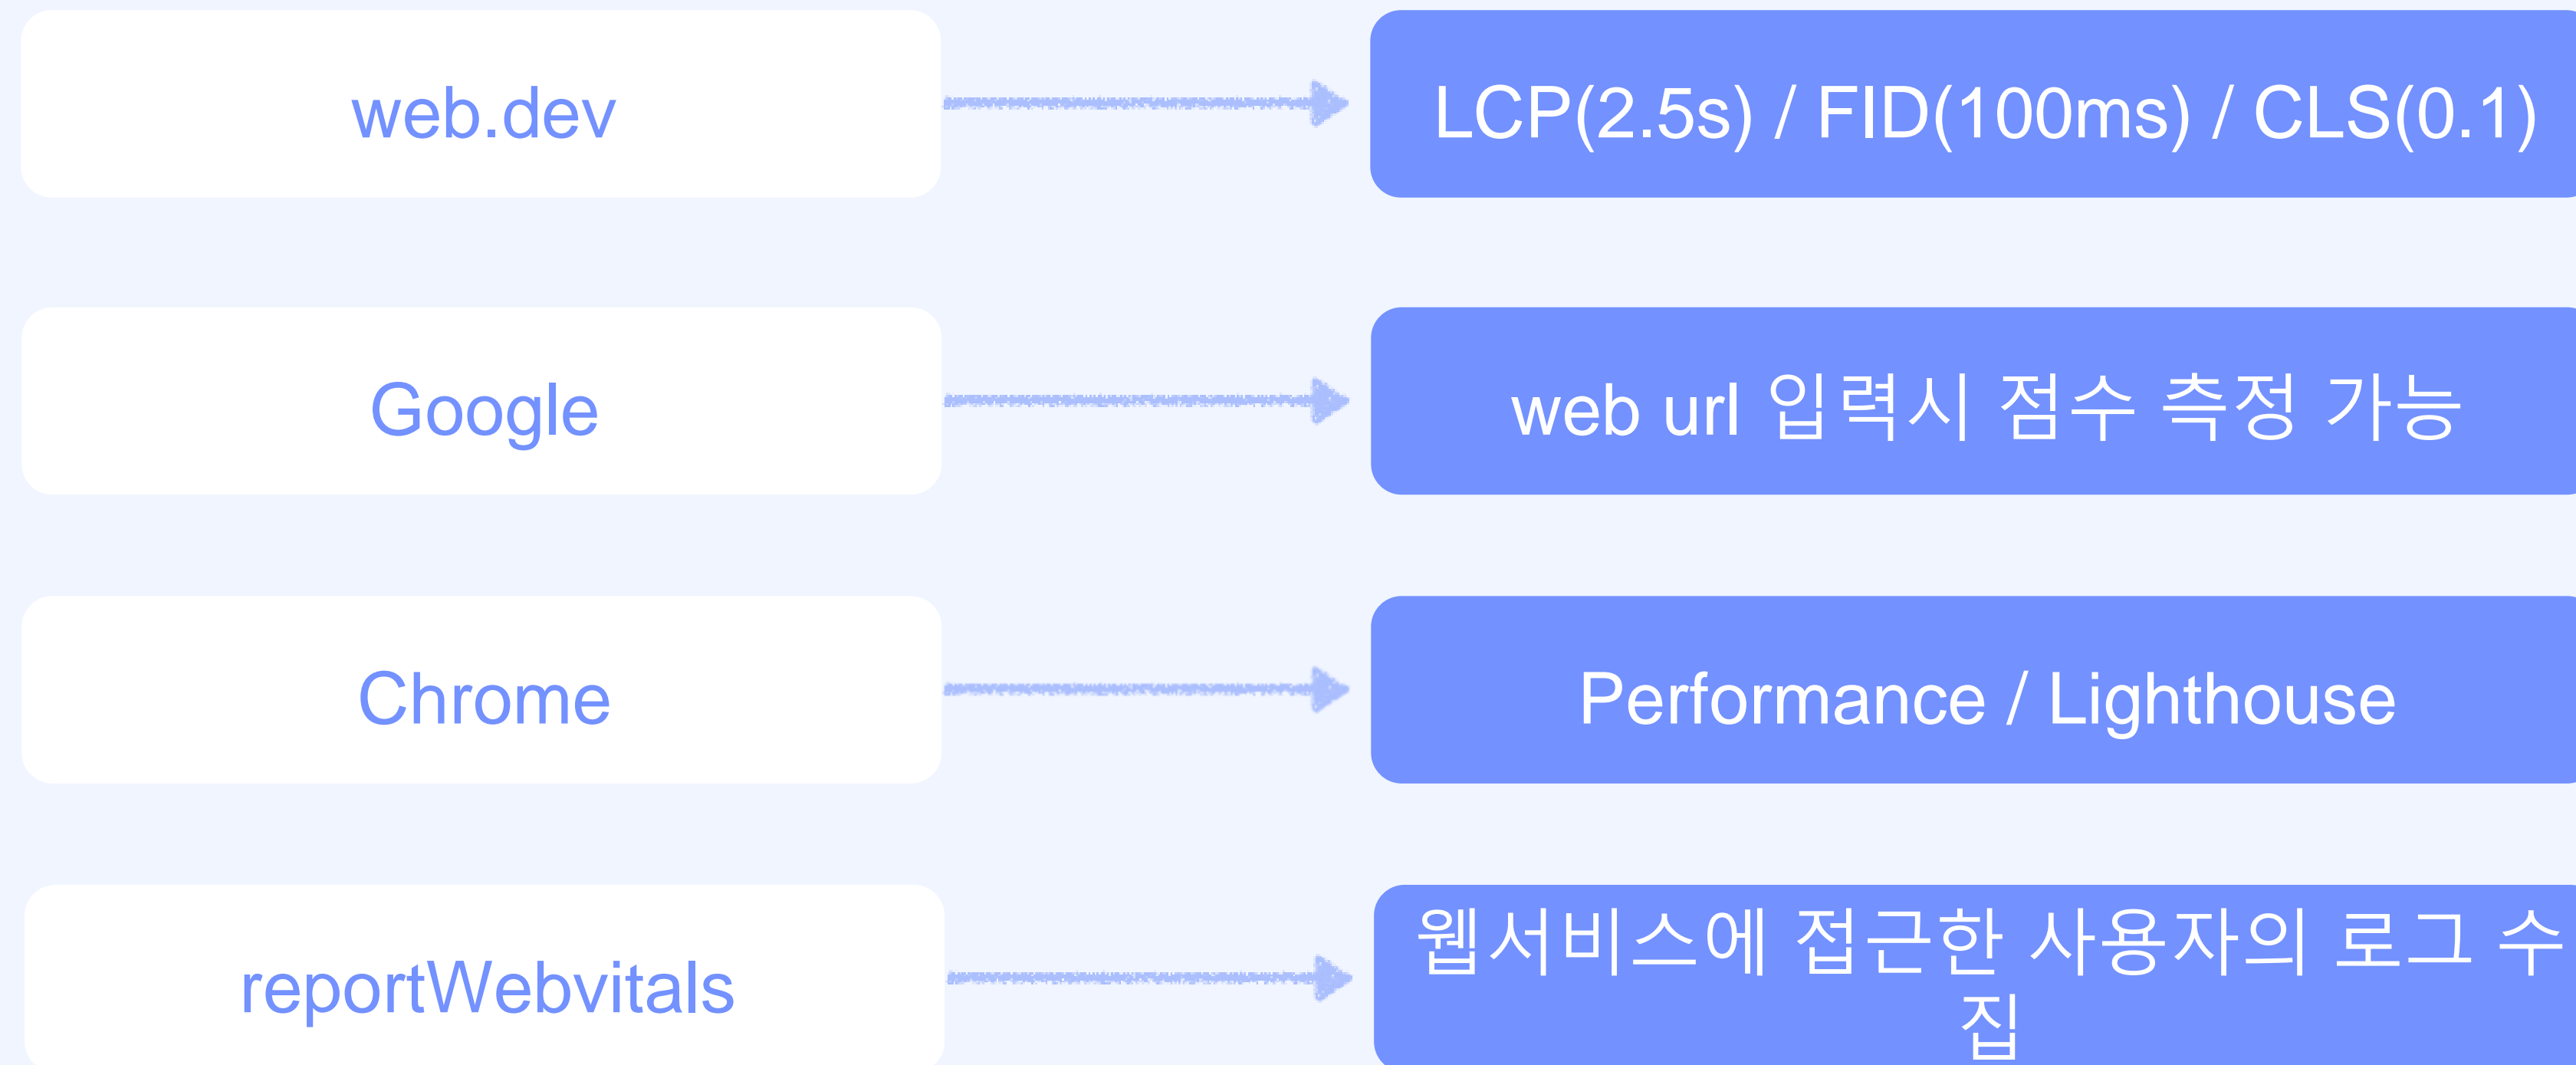 web.dev
LCP(2.5s) / FID(100ms) / CLS(0.1)
Google
web url 입력시 점수 측정 가능
Chrome
Performance / Lighthouse
reportWebvitals
웹서비스에 접근한 사용자의 로그 수
집